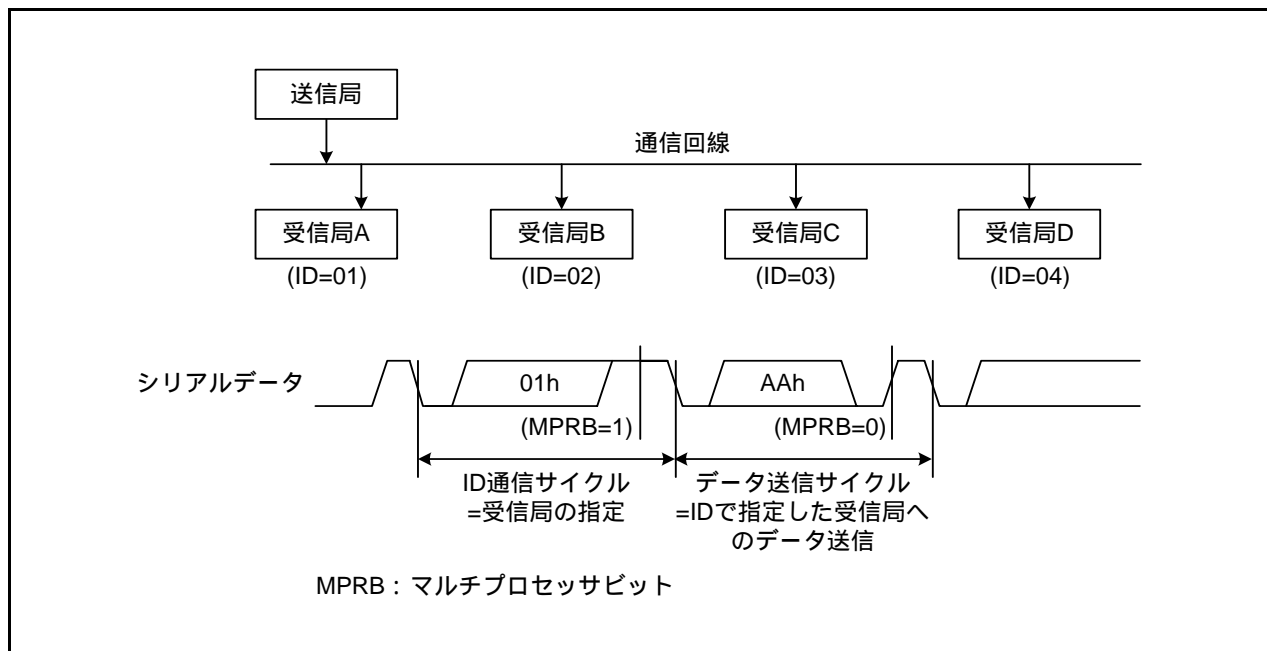 送信局
通信回線
受信局A
受信局B
受信局C
受信局D
(ID=01)
(ID=02)
(ID=03)
(ID=04)
シリアルデータ
01h
AAh
(MPRB=1)
(MPRB=0)
ID通信サイクル
=受信局の指定
データ送信サイクル
=IDで指定した受信局へ
のデータ送信
MPRB : マルチプロセッサビット